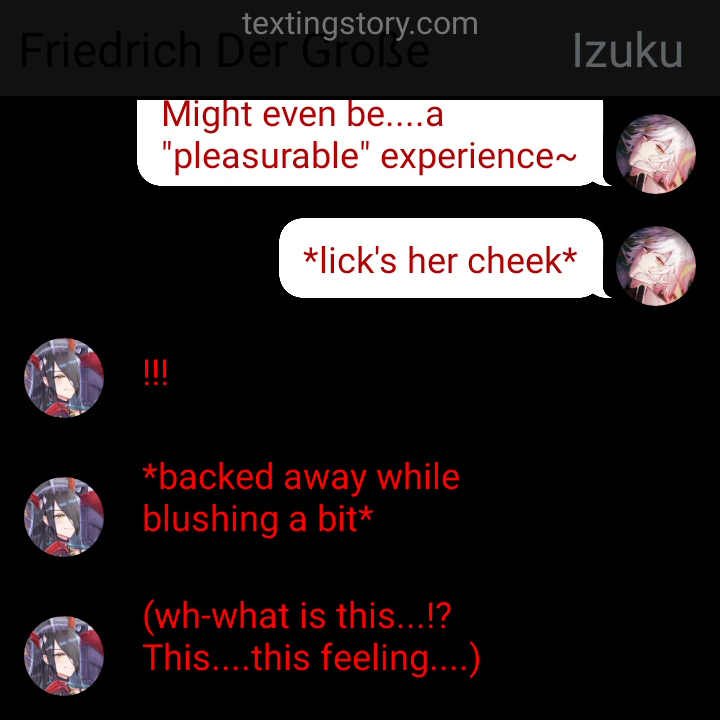 textingstory.com
Friedrich Der Große
Izuku
Might even be....a
"pleasurable" experience~
*lick's her cheek*
!!!
*backed away while
blushing a bit*
(wh-what is this...!?
This....this feeling....)